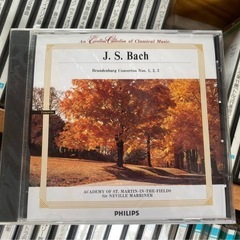 An Excellent Collection of Classical Music
J. S. Bach
Brandenburg Concertos Nos. 1, 2, 3
ACADEMY OF ST. MARTIN-IN-THE-FIELDS
SIR NEVILLE MARRINER
PHILIPS